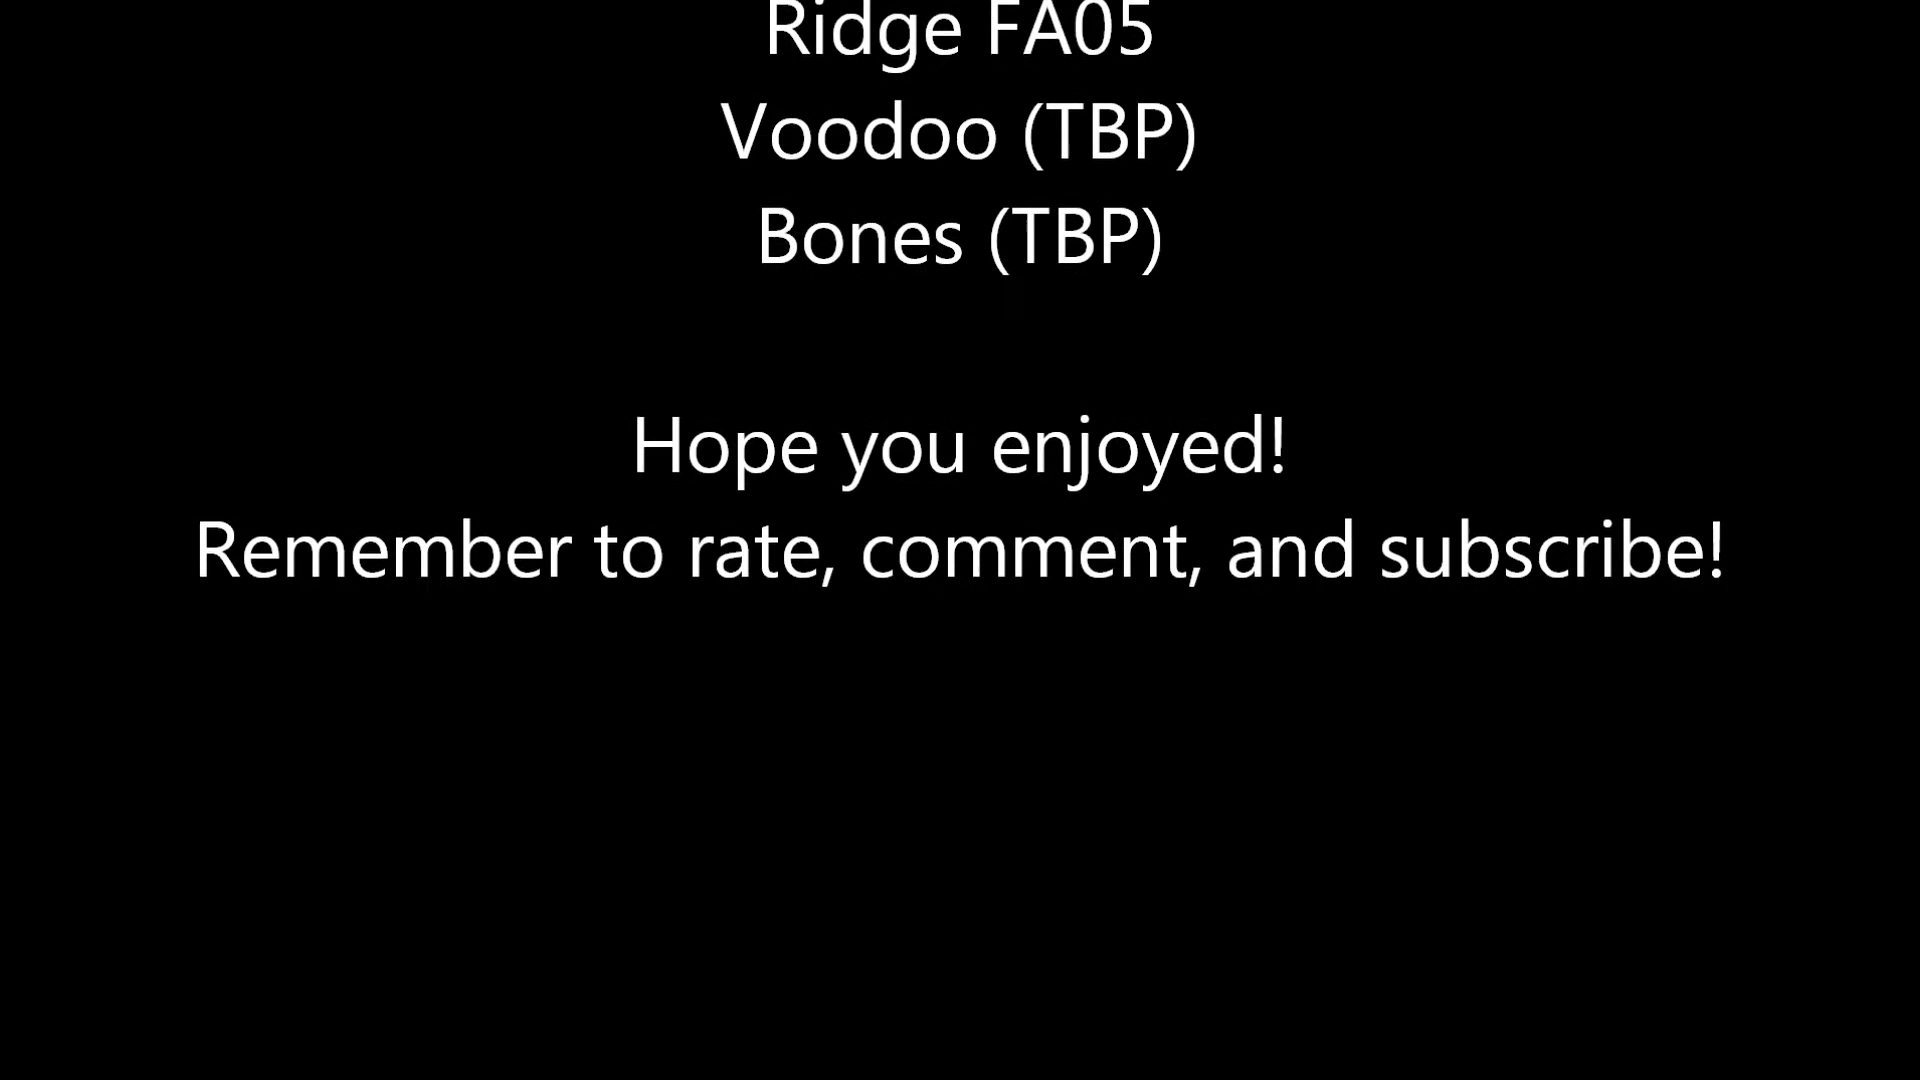 Ridge FA05
Voodoo (TBP)
Bones (TBP)
Hope you enjoyed!
Remember to rate, comment, and subscribe!